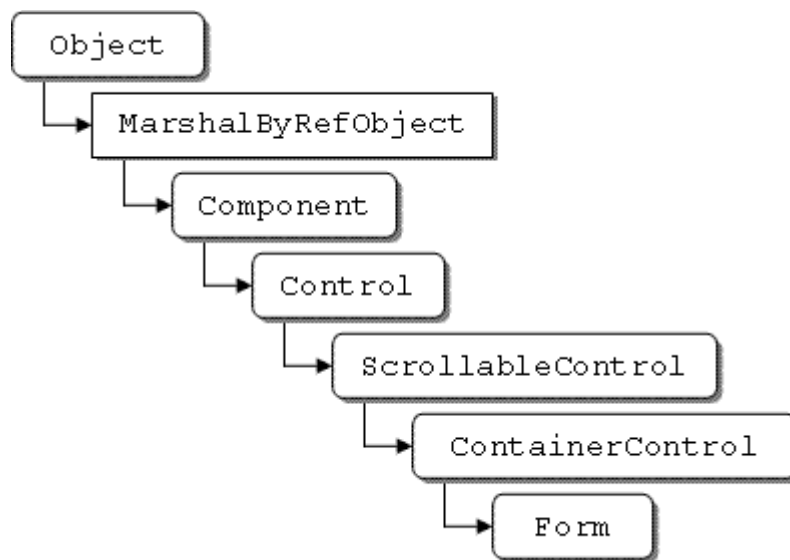 Object
MarshalByRefObject
Component
Control
ScrollableControl
ContainerControl
Form